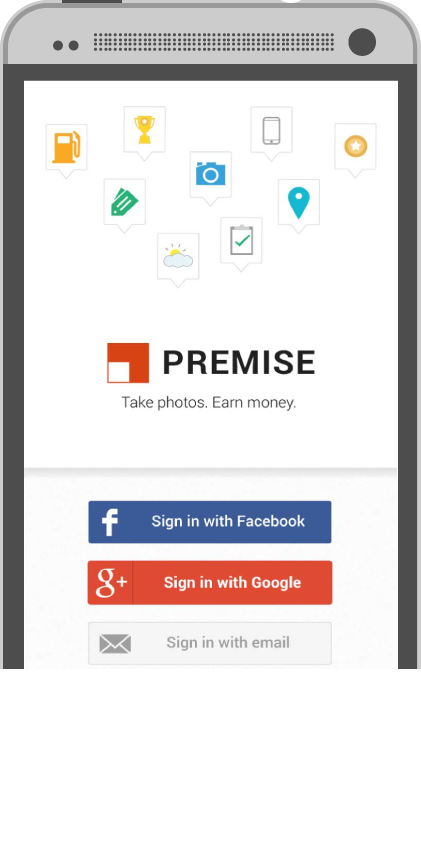 PREMISE
Take photos. Earn money.
f Sign in with Facebook
g+ Sign in with Google
Sign in with email